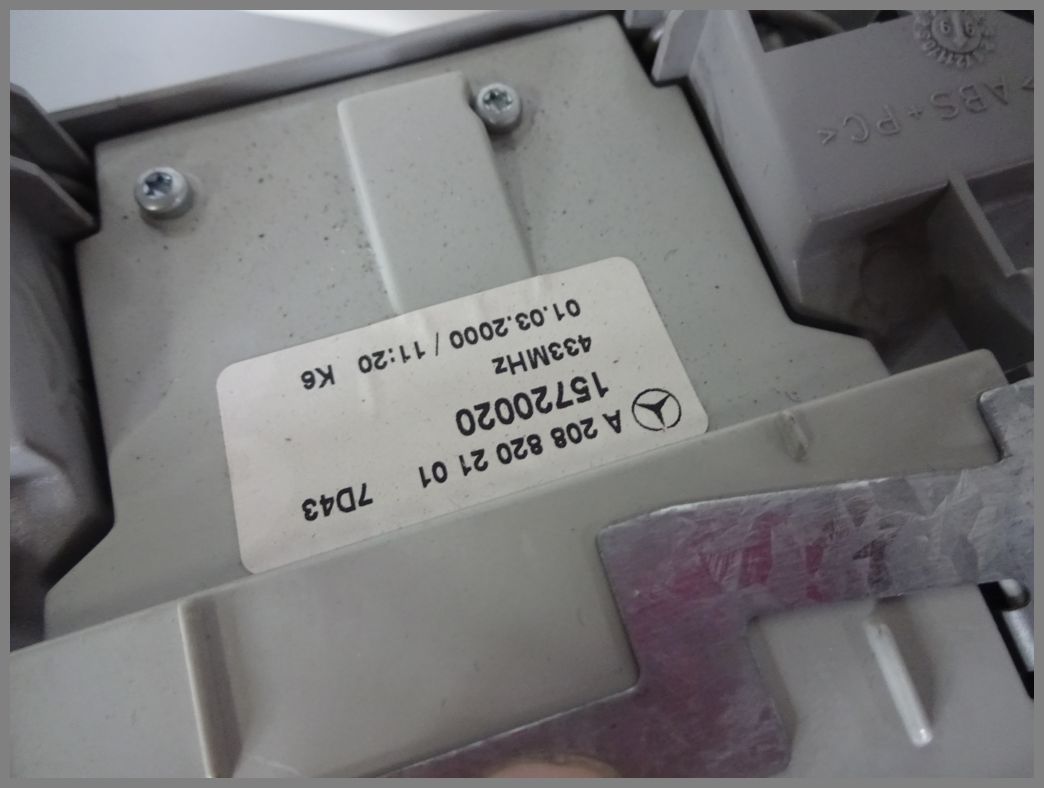 A 208 820 21 01 7D43
15720020
433MHz
01.03.2000 / 11:20 K6
>ABS+PC<